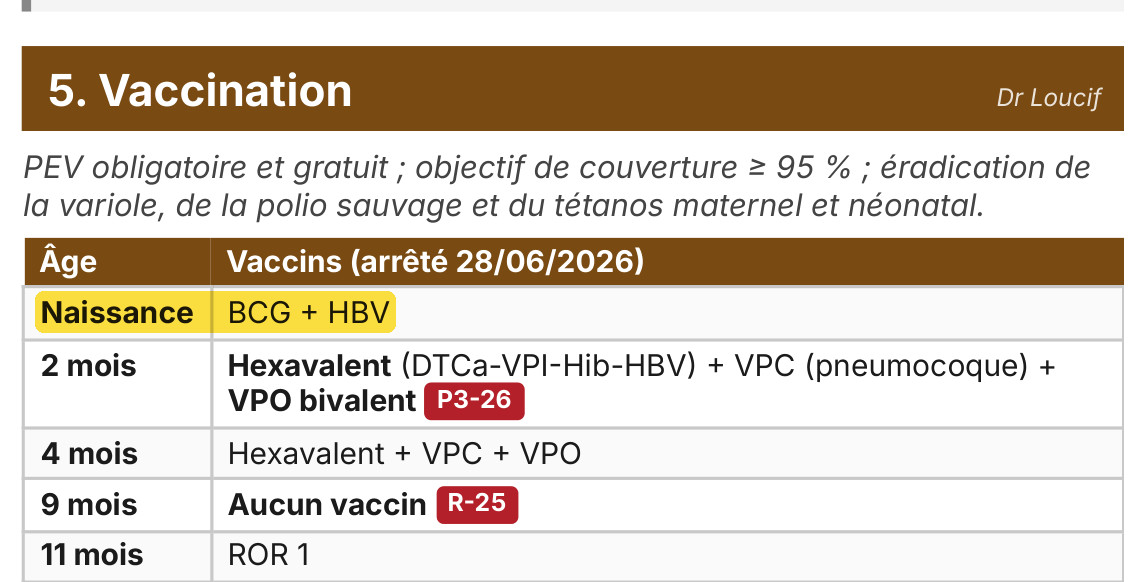 5. Vaccination
Dr Loucif
PEV obligatoire et gratuit ; objectif de couverture ≥ 95 % ; éradication de
la variole, de la polio sauvage et du tétanos maternel et néonatal.
Âge Vaccins (arrêté 28/06/2026)
Naissance BCG + HBV
2 mois Hexavalent (DTCa-VPI-Hib-HBV) + VPC (pneumocoque) +
VPO bivalent P3-26
4 mois Hexavalent + VPC + VPO
9 mois Aucun vaccin R-25
11 mois ROR 1